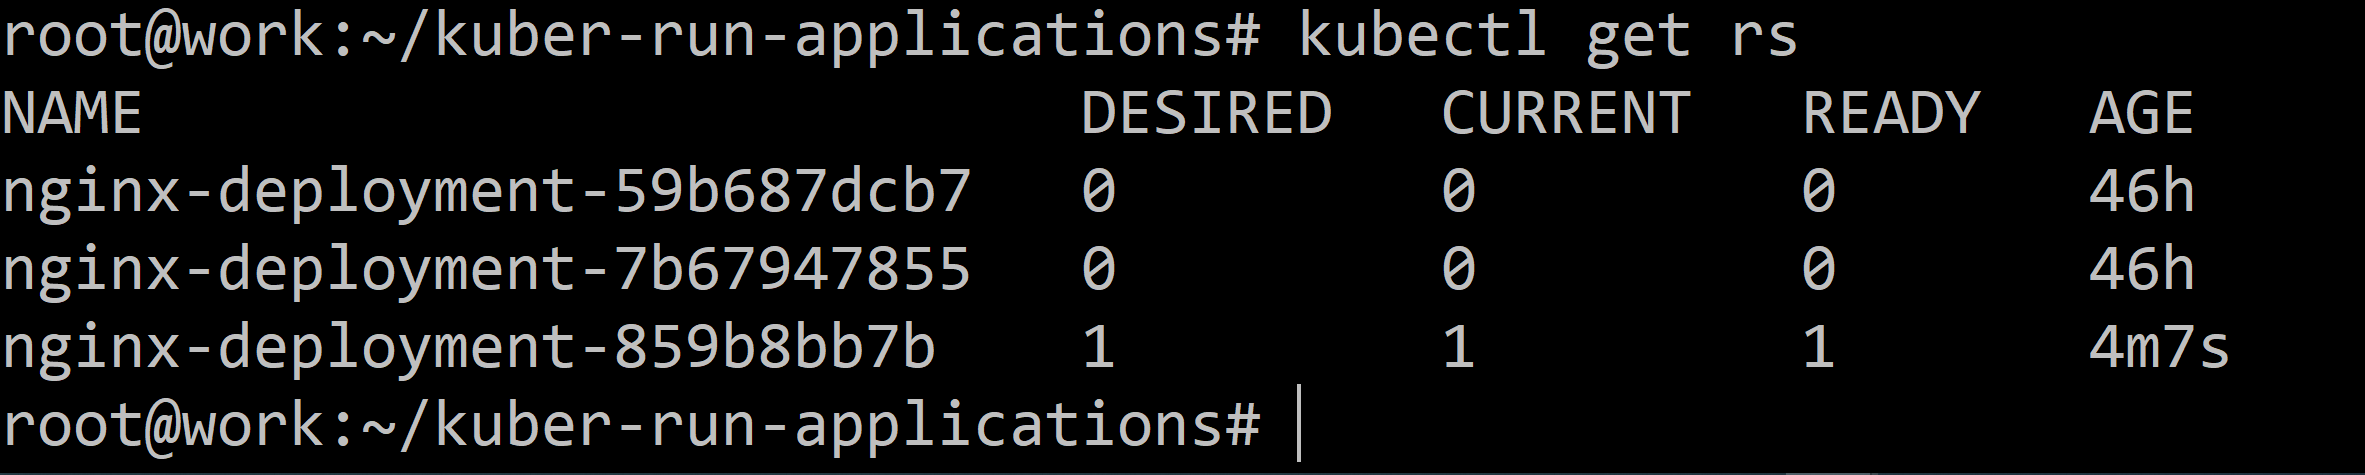 root@work:~/kuber-run-applications# kubectl get rs
NAME                          DESIRED   CURRENT   READY   AGE
nginx-deployment-59b687dcb7   0         0         0       46h
nginx-deployment-7b67947855   0         0         0       46h
nginx-deployment-859b8bb7b    1         1         1       4m7s
root@work:~/kuber-run-applications#